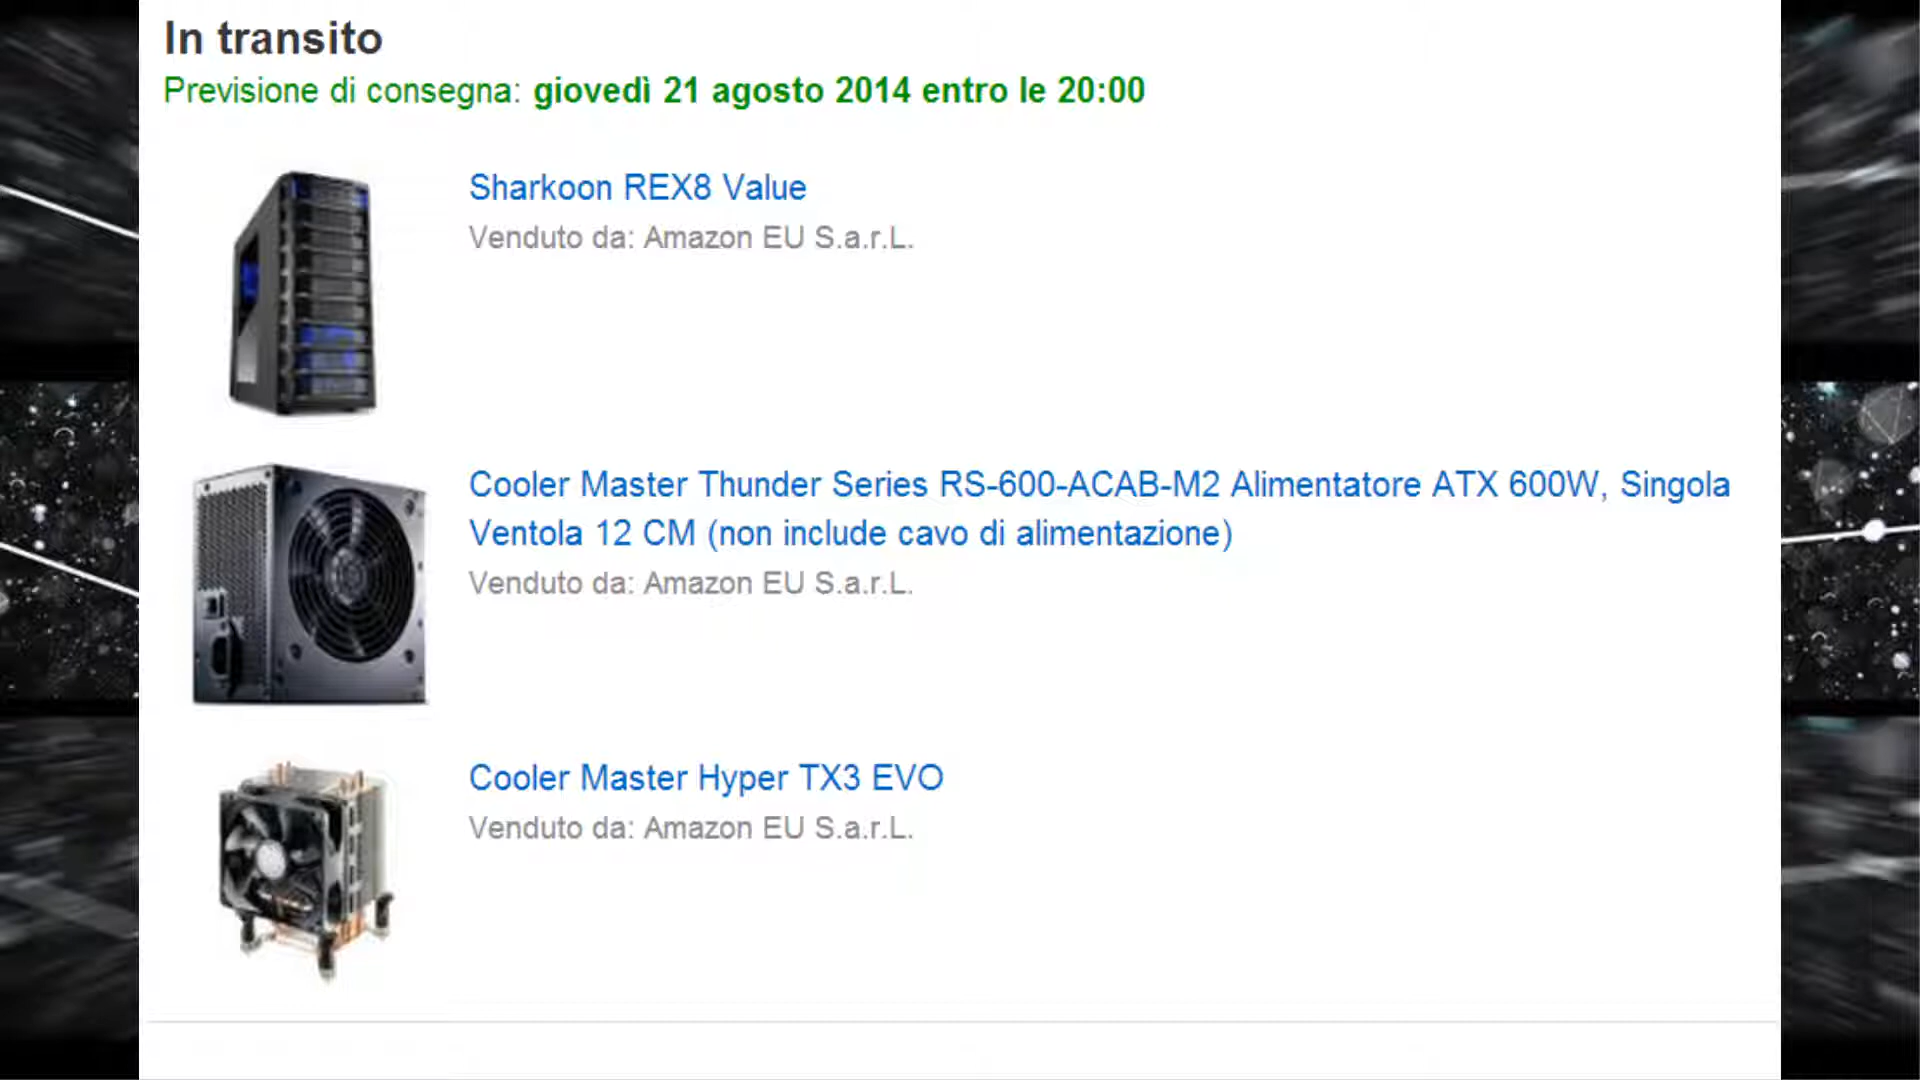 In transito
Previsione di consegna: giovedì 21 agosto 2014 entro le 20:00
Sharkoon REX8 Value
Venduto da: Amazon EU S.a.r.L.
Cooler Master Thunder Series RS-600-ACAB-M2 Alimentatore ATX 600W, Singola
Ventola 12 CM (non include cavo di alimentazione)
Venduto da: Amazon EU S.a.r.L.
Cooler Master Hyper TX3 EVO
Venduto da: Amazon EU S.a.r.L.